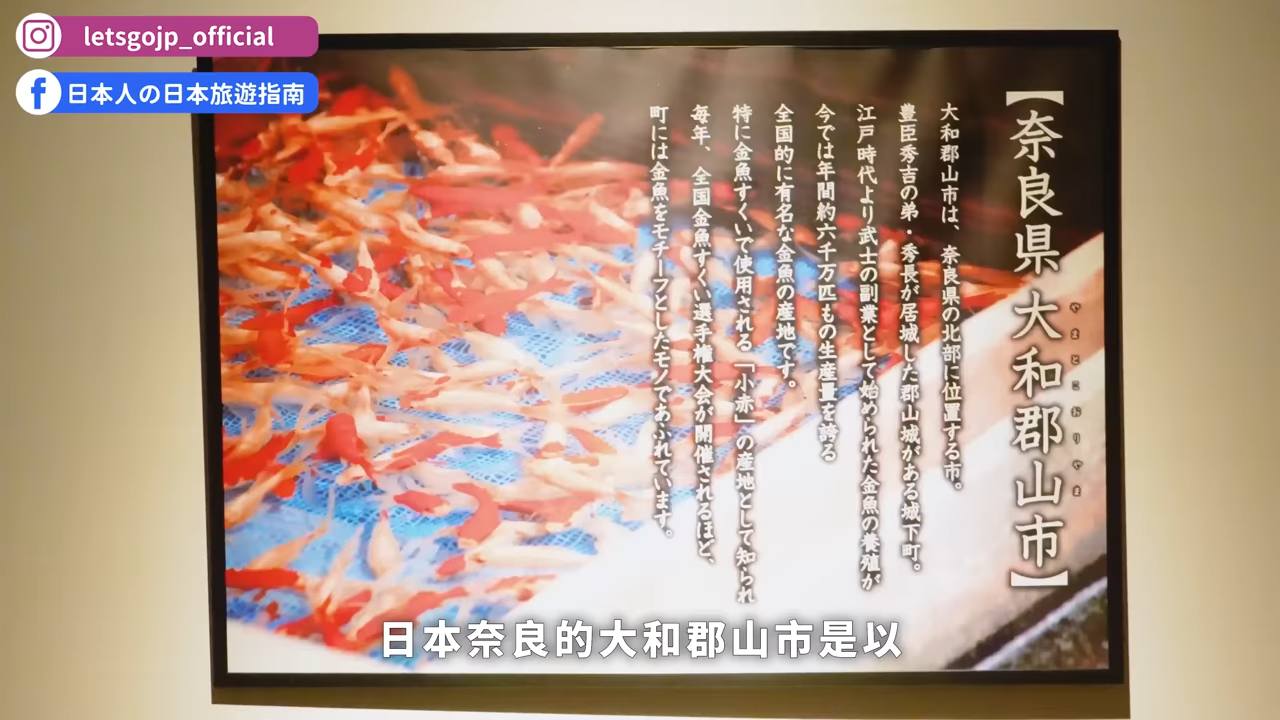 letsgojp_official
日本人の日本旅遊指南
【奈良県大和郡山市】
やまとこおりやま
大和郡山市は、奈良県の北部に位置する市。
豊臣秀吉の弟・秀長が居城した郡山城がある城下町。
江戸時代より武士の副業として始められた金魚の養殖が
今では年間約六千万匹もの生産量を誇る
全国的に有名な金魚の産地です。
特に金魚すくいで使用される「小赤」の産地として知られ
毎年、全国金魚すくい選手権大会が開催されるほど、
町には金魚をモチーフとしたモノであふれています。
日本奈良的大和郡山市是以